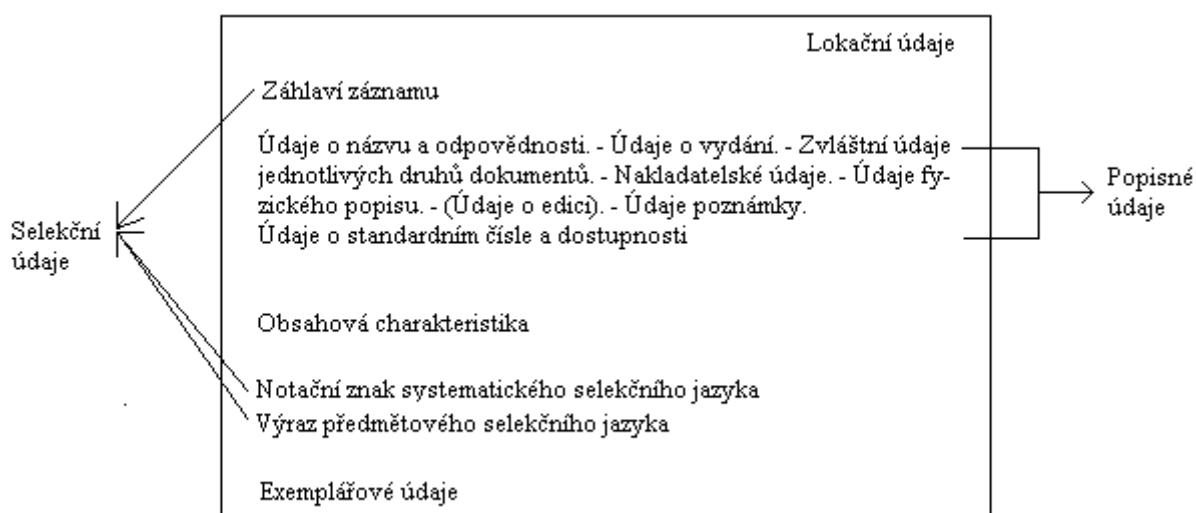 Lokační údaje
Záhlaví záznamu
Údaje o názvu a odpovědnosti. - Údaje o vydání. - Zvláštní údaje
jednotlivých druhů dokumentů. - Nakladatelské údaje. - Údaje fy-
zického popisu. - (Údaje o edici). - Údaje poznámky.
Údaje o standardním čísle a dostupnosti
Popisné
údaje
Selekční
údaje
Obsahová charakteristika
Notační znak systematického selekčního jazyka
Výraz předmětového selekčního jazyka
Exemplářové údaje